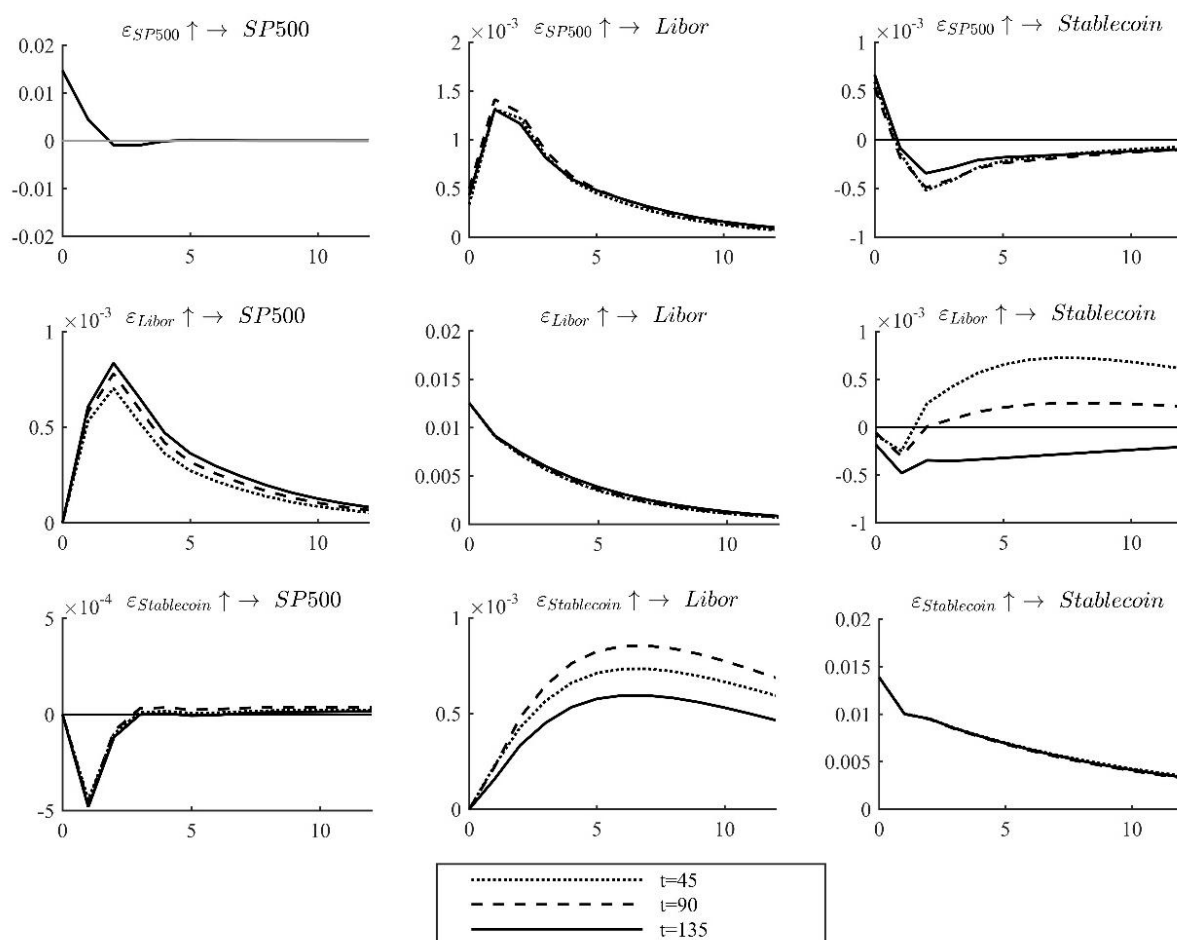 ε_SP500 ↑ → SP500
0.02
0.01
0
-0.01
-0.02
0 5 10
×10⁻³ ε_SP500 ↑ → Libor
2
1.5
1
0.5
0
0 5 10
×10⁻³ ε_SP500 ↑ → Stablecoin
1
0.5
0
-0.5
-1
0 5 10
×10⁻³ ε_Libor ↑ → SP500
1
0.5
0
0 5 10
ε_Libor ↑ → Libor
0.02
0.015
0.01
0.005
0
0 5 10
×10⁻³ ε_Libor ↑ → Stablecoin
1
0.5
0
-0.5
-1
0 5 10
×10⁻⁴ ε_Stablecoin ↑ → SP500
5
0
-5
0 5 10
×10⁻³ ε_Stablecoin ↑ → Libor
1
0.5
0
0 5 10
ε_Stablecoin ↑ → Stablecoin
0.02
0.015
0.01
0.005
0
0 5 10
t=45
t=90
t=135